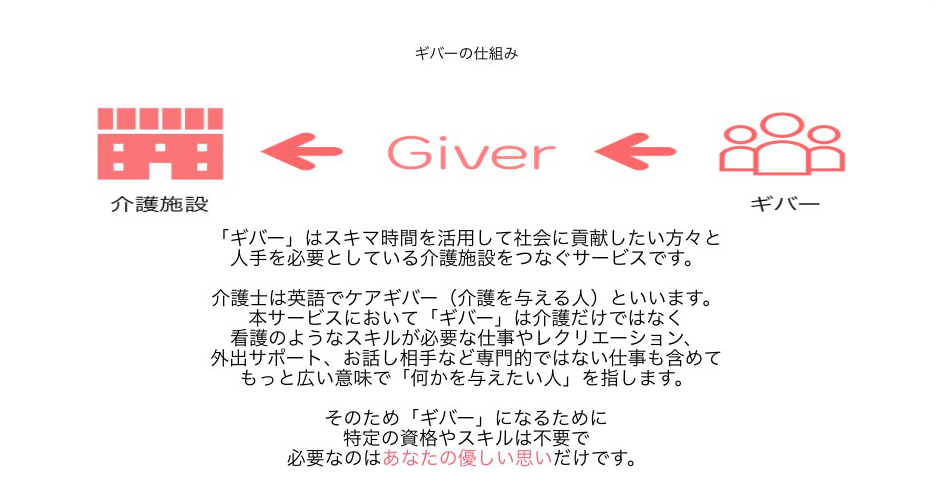 ギバーの仕組み
Giver
介護施設
ギバー
「ギバー」はスキマ時間を活用して社会に貢献したい方々と
人手を必要としている介護施設をつなぐサービスです。
介護士は英語でケアギバー（介護を与える人）といいます。
本サービスにおいて「ギバー」は介護だけではなく
看護のようなスキルが必要な仕事やレクリエーション、
外出サポート、お話し相手など専門的ではない仕事も含めて
もっと広い意味で「何かを与えたい人」を指します。
そのため「ギバー」になるために
特定の資格やスキルは不要で
必要なのはあなたの優しい思いだけです。